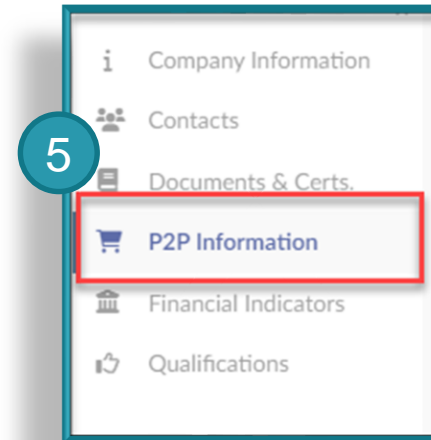 Company Information
Contacts
5
Documents & Certs.
P2P Information
Financial Indicators
Qualifications